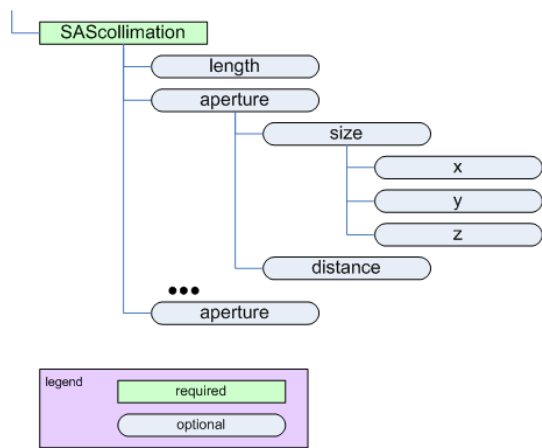 SAScollimation
length
aperture
size
x
y
z
distance
•••
aperture
legend
required
optional